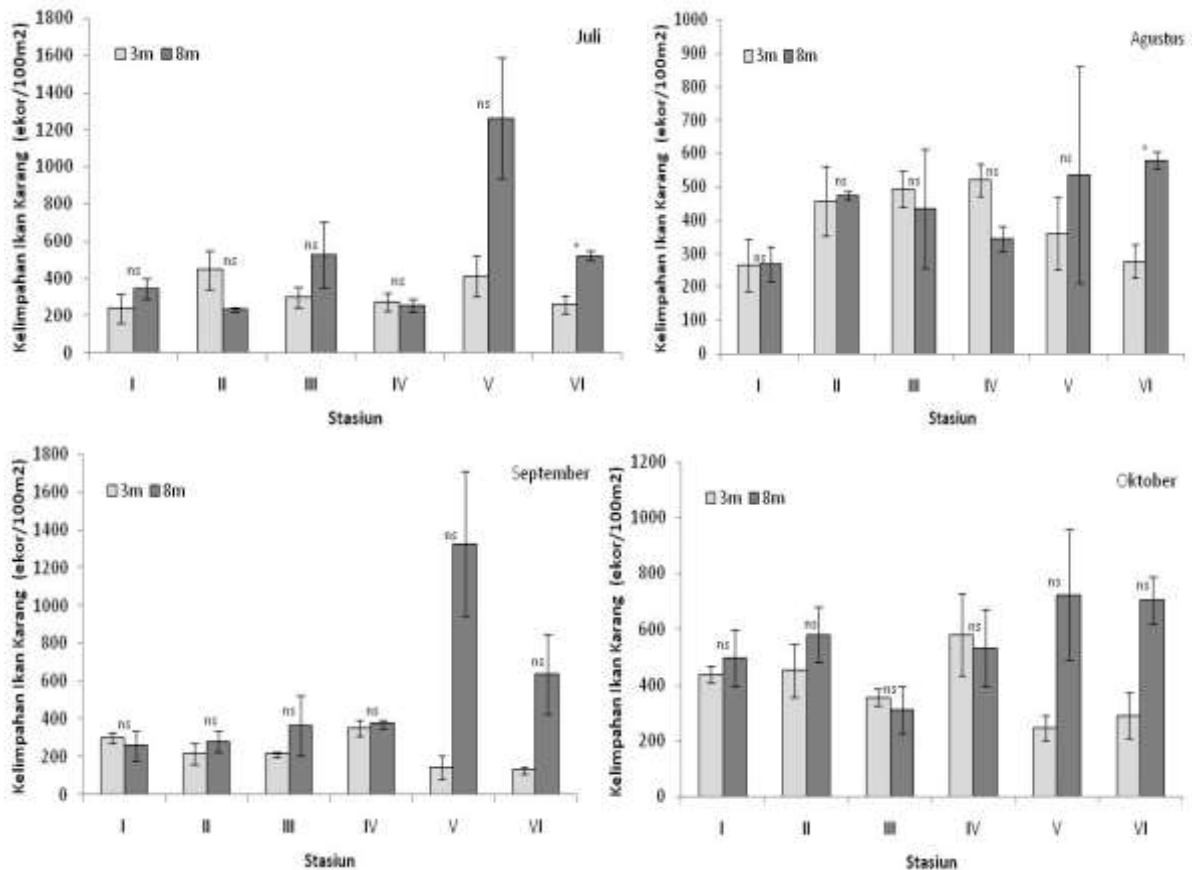 Juli
3m 8m
Kelimpahan Ikan Karang (ekor/100m2)
1800
1600
1400
1200
1000
800
600
400
200
0
ns
ns
ns
ns
ns
*
I II III IV V VI
Stasiun
Agustus
3m 8m
Kelimpahan Ikan Karang (ekor/100m2)
1000
900
800
700
600
500
400
300
200
100
0
ns
ns
ns
ns
ns
*
I II III IV V VI
Stasiun
September
3m 8m
Kelimpahan Ikan Karang (ekor/100m2)
1800
1600
1400
1200
1000
800
600
400
200
0
ns
ns
ns
ns
ns
ns
I II III IV V VI
Stasiun
Oktober
3m 8m
Kelimpahan Ikan Karang (ekor/100m2)
1200
1000
800
600
400
200
0
ns
ns
ns
ns
ns
ns
I II III IV V VI
Stasiun